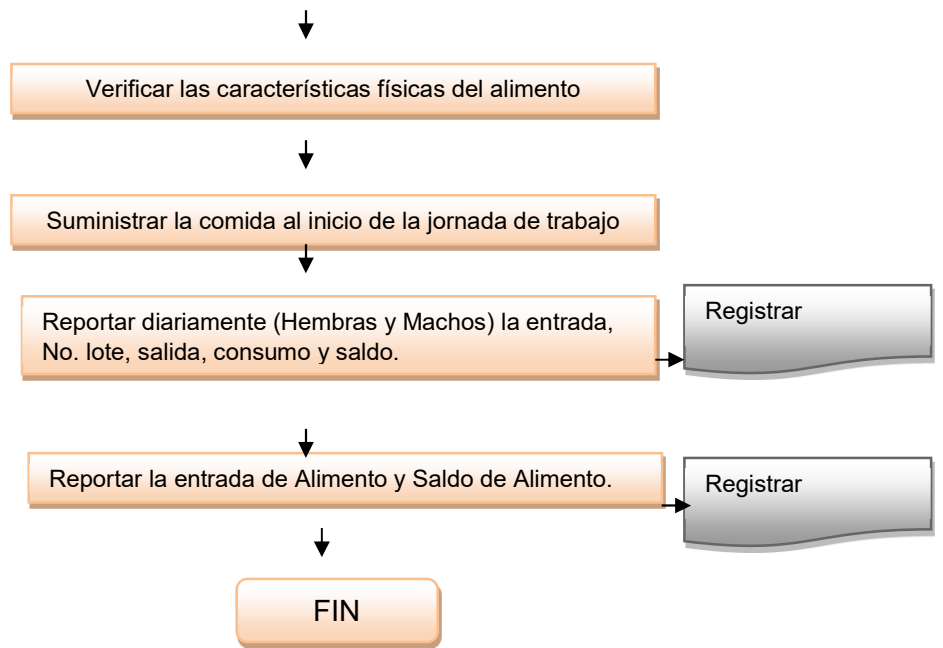 Verificar las características físicas del alimento
Suministrar la comida al inicio de la jornada de trabajo
Reportar diariamente (Hembras y Machos) la entrada,
No. lote, salida, consumo y saldo.
Registrar
Reportar la entrada de Alimento y Saldo de Alimento.
Registrar
FIN